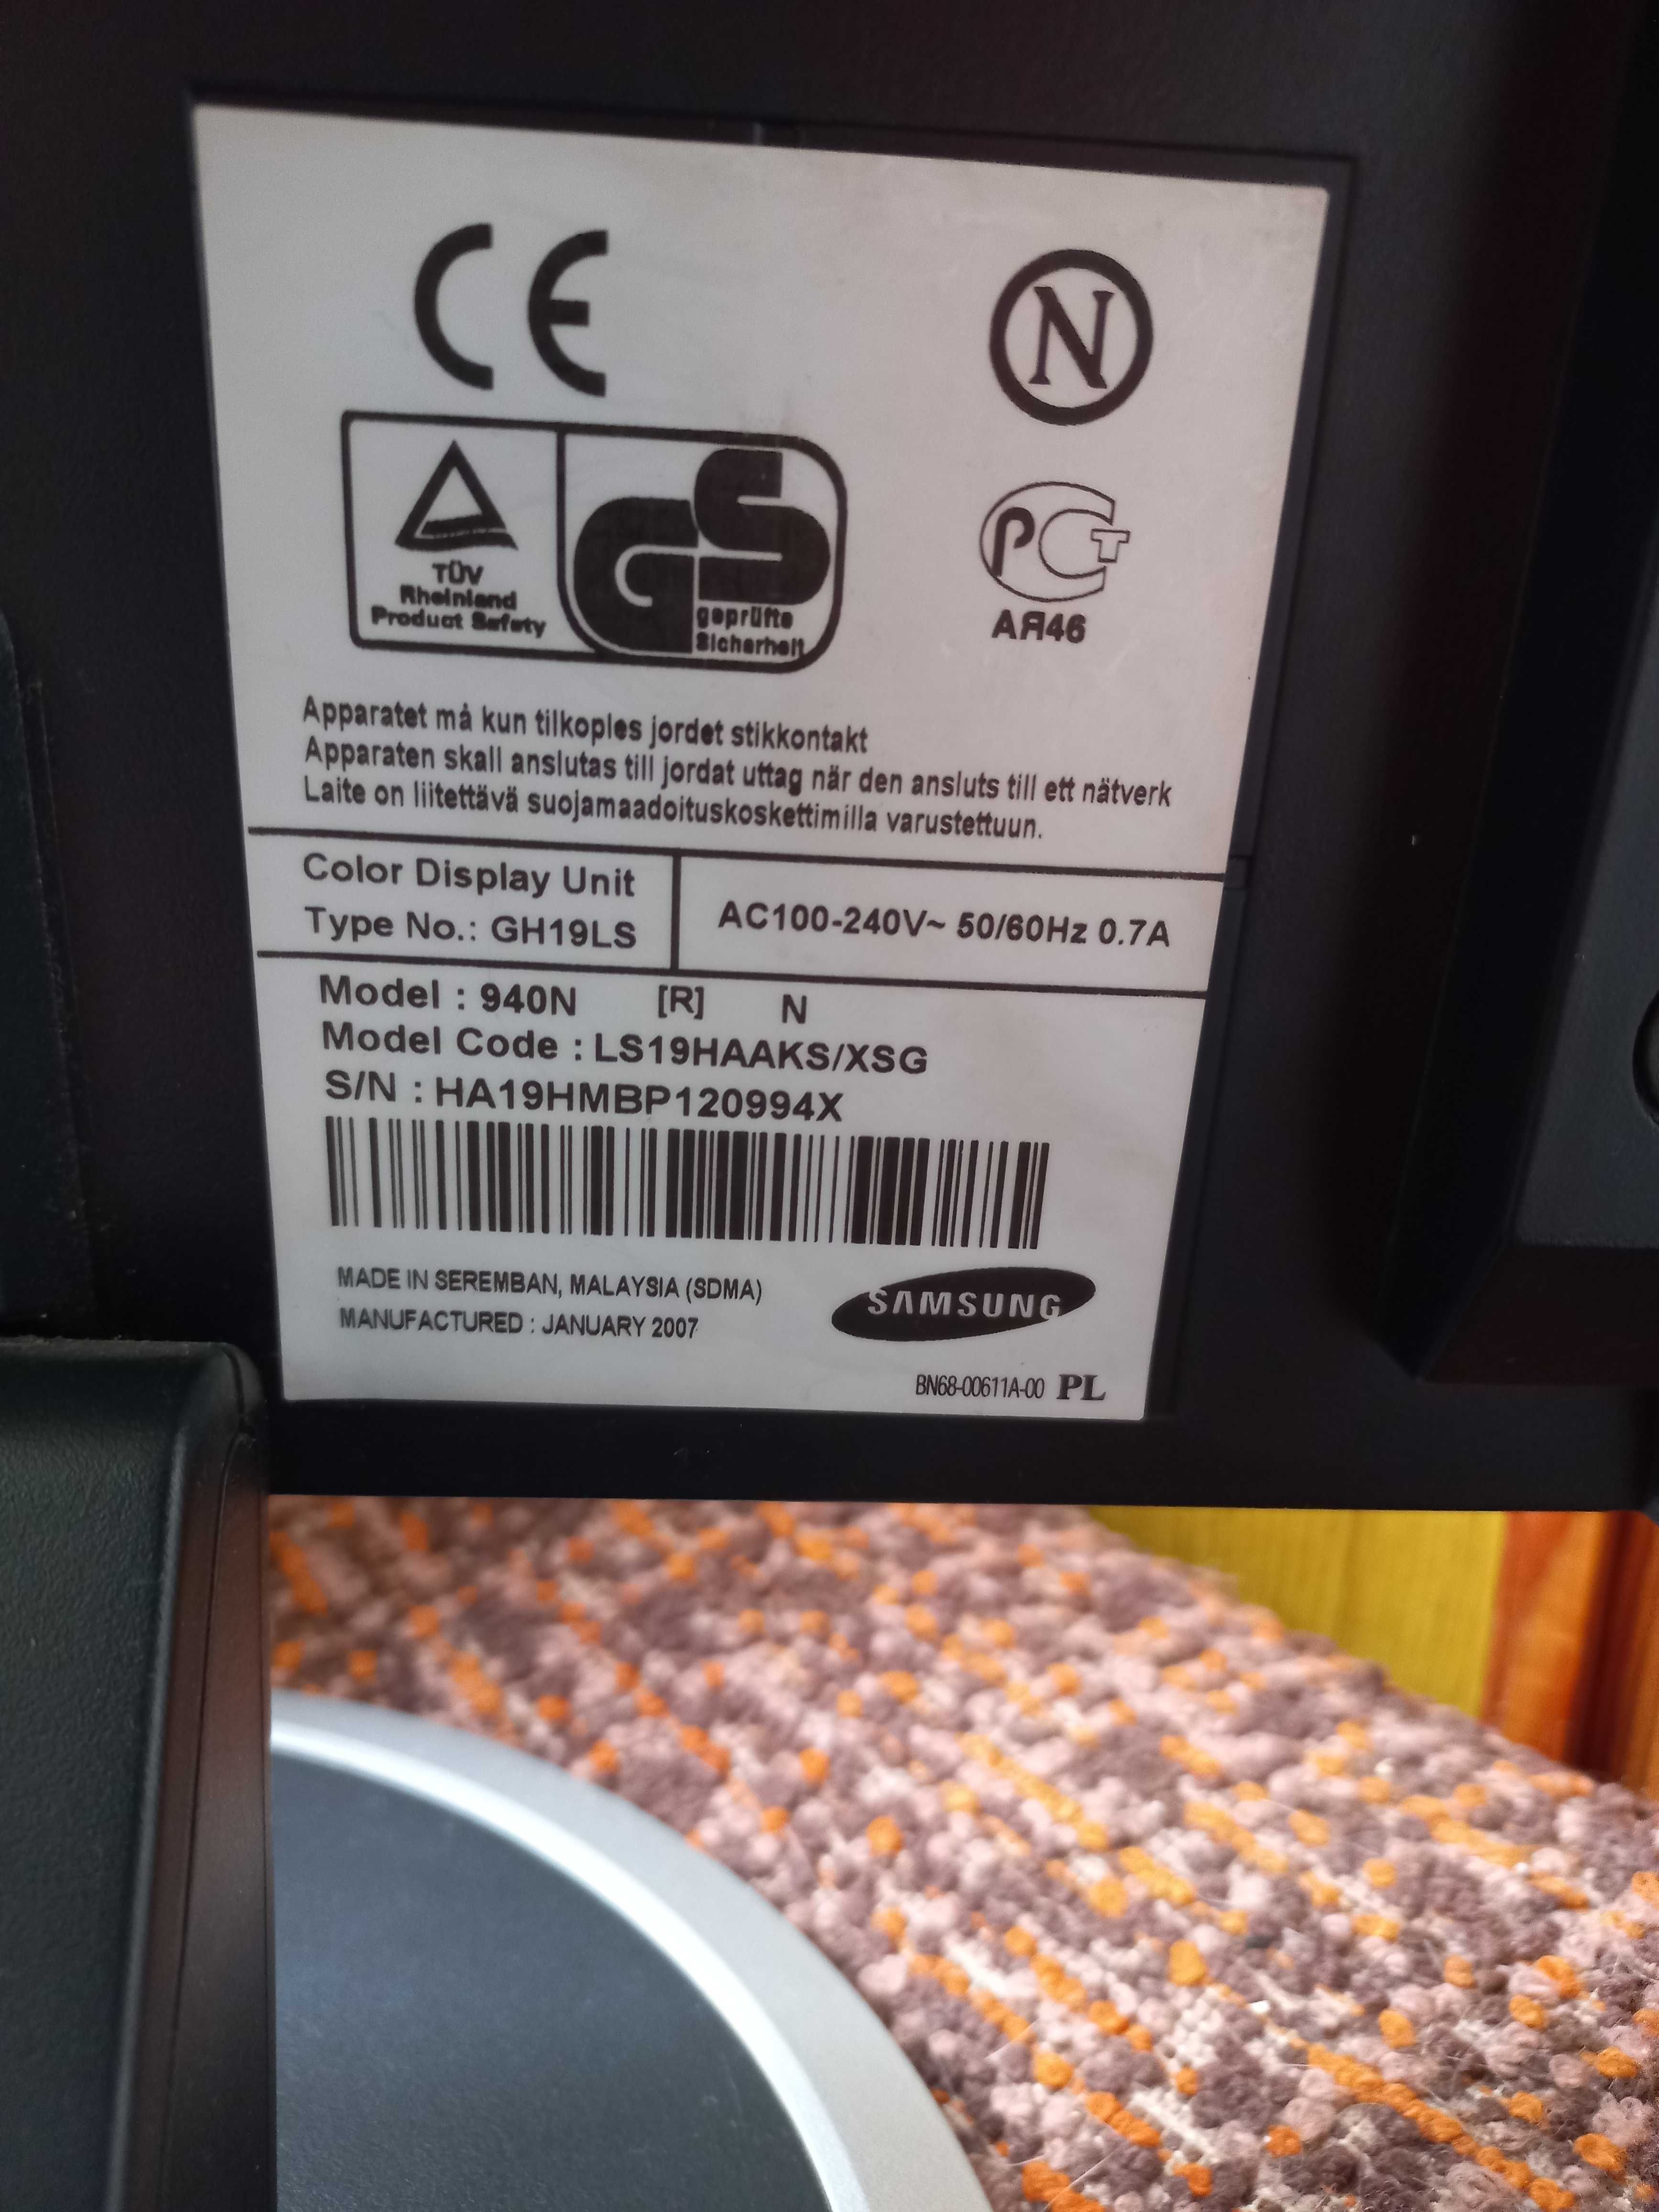 CE
N
TÜV
Rheinland
Product Safety
GS
geprüfte
Sicherheit
РСТ
АЯ46
Apparatet må kun tilkoples jordet stikkontakt
Apparaten skall anslutas till jordat uttag när den ansluts till ett nätverk
Laite on liitettävä suojamaadoituskoskettimilla varustettuun.
Color Display Unit
Type No.: GH19LS
AC100-240V~ 50/60Hz 0.7A
Model : 940N [R] N
Model Code : LS19HAAKS/XSG
S/N : HA19HMBP120994X
MADE IN SEREMBAN, MALAYSIA (SDMA)
MANUFACTURED : JANUARY 2007
SAMSUNG
BN68-00611A-00 PL